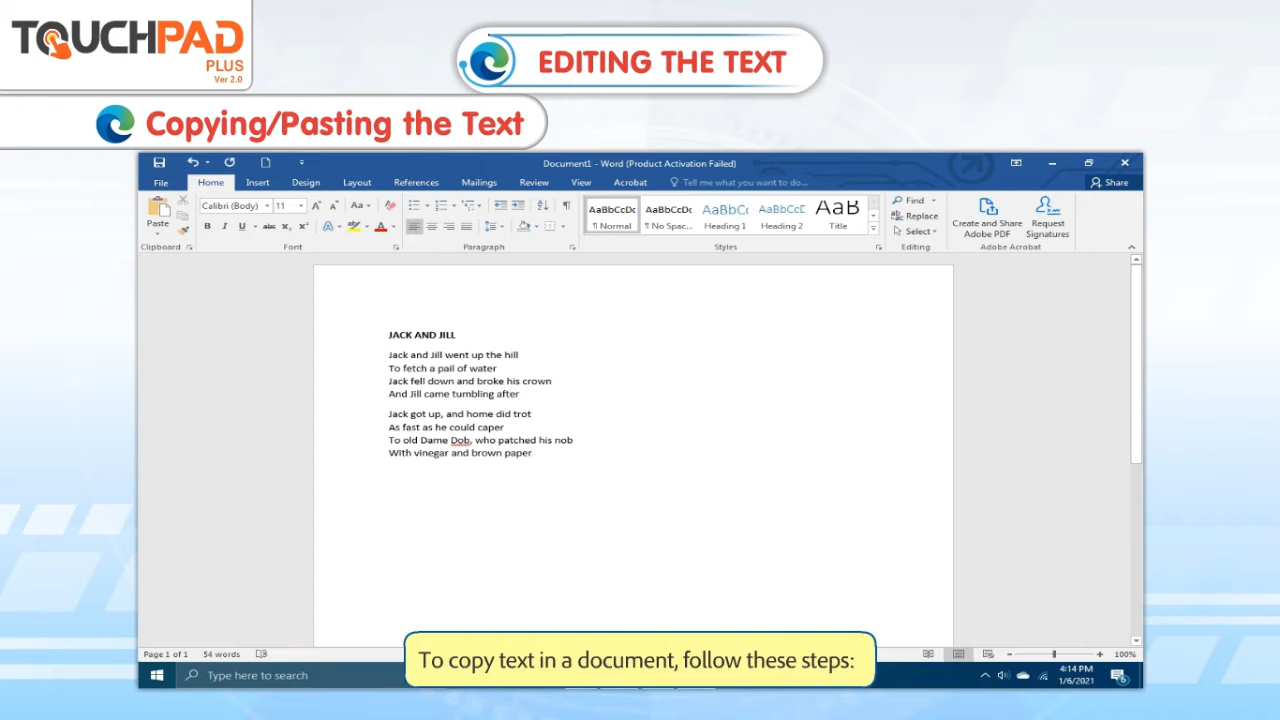 TOUCHPAD
PLUS
Ver 2.0
EDITING THE TEXT
Copying/Pasting the Text
Document1 - Word (Product Activation Failed)
File Home Insert Design Layout References Mailings Review View Acrobat Tell me what you want to do... Share
Calibri (Body) 11 Aa
Paste
B I U abc x₂ x² A A
AaBbCcDc AaBbCcDc AaBbCc AaBbCcD AaB
¶ Normal ¶ No Spac... Heading 1 Heading 2 Title
Find
Replace
Select
Create and Share Adobe PDF
Request Signatures
Clipboard Font Paragraph Styles Editing Adobe Acrobat
JACK AND JILL
Jack and Jill went up the hill
To fetch a pail of water
Jack fell down and broke his crown
And Jill came tumbling after
Jack got up, and home did trot
As fast as he could caper
To old Dame Dob, who patched his nob
With vinegar and brown paper
To copy text in a document, follow these steps:
Page 1 of 1 54 words 100%
Type here to search
4:14 PM
1/6/2021
6